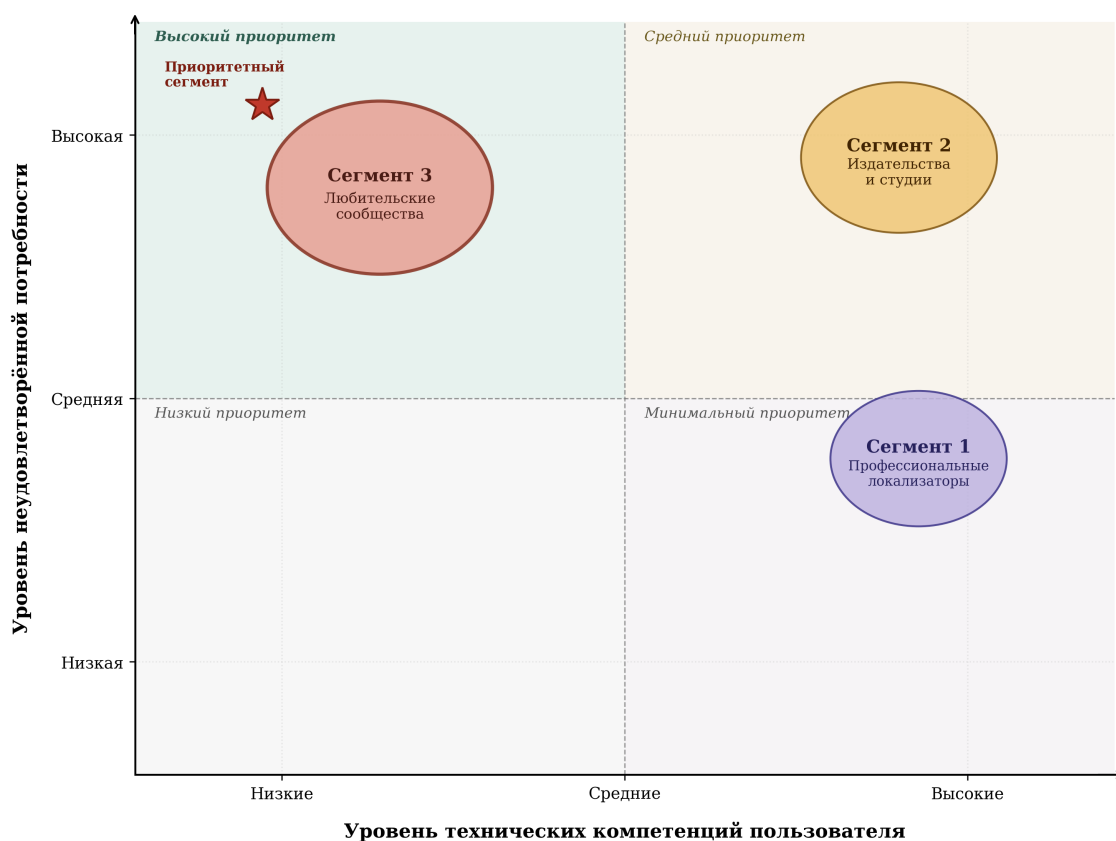 Высокий приоритет
Средний приоритет
Приоритетный
сегмент
Высокая
Сегмент 3
Любительские
сообщества
Сегмент 2
Издательства
и студии
Уровень неудовлетворённой потребности
Средняя
Низкий приоритет
Минимальный приоритет
Сегмент 1
Профессиональные
локализаторы
Низкая
Низкие
Средние
Высокие
Уровень технических компетенций пользователя